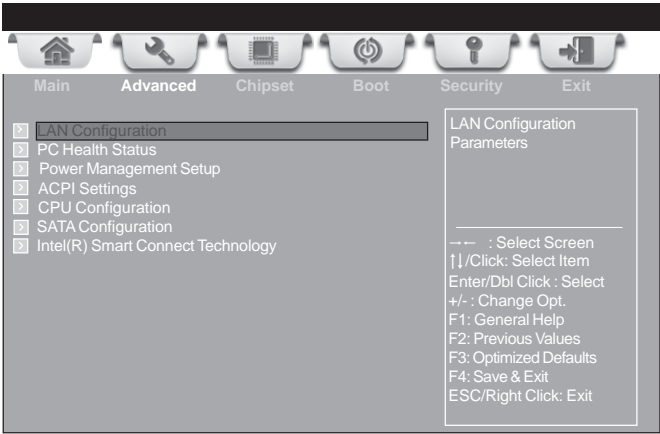 Main Advanced Chipset Boot Security Exit
LAN Configuration
PC Health Status
Power Management Setup
ACPI Settings
CPU Configuration
SATA Configuration
Intel(R) Smart Connect Technology
LAN Configuration
Parameters
→← : Select Screen
↑↓/Click: Select Item
Enter/Dbl Click : Select
+/- : Change Opt.
F1: General Help
F2: Previous Values
F3: Optimized Defaults
F4: Save & Exit
ESC/Right Click: Exit